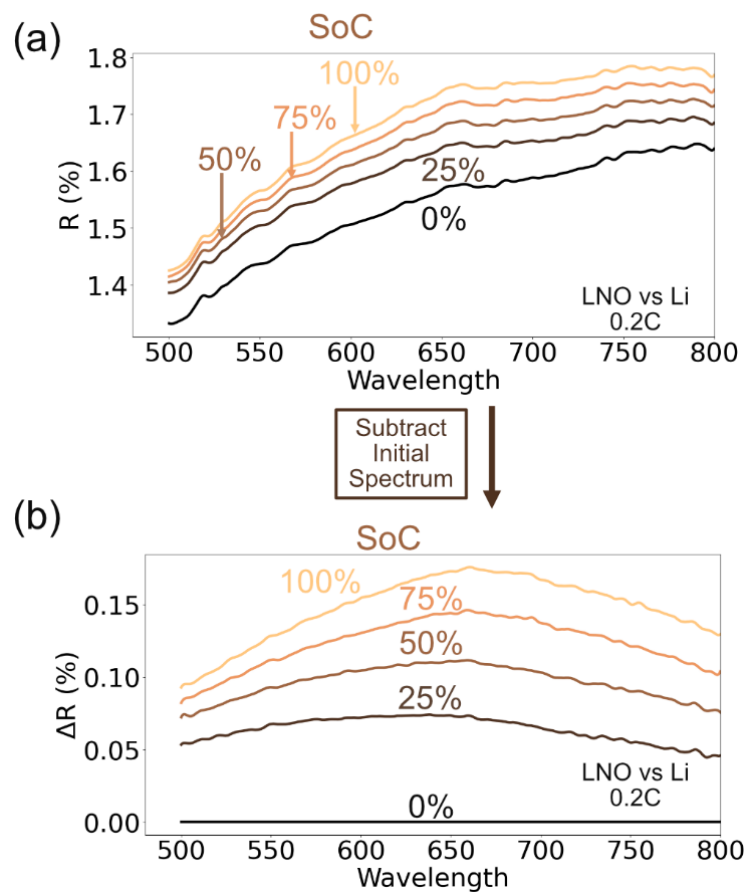 (a)
SoC
1.8
1.7
1.6
1.5
1.4
R (%)
100%
75%
50%
25%
0%
LNO vs Li
0.2C
500 550 600 650 700 750 800
Wavelength
Subtract
Initial
Spectrum
(b)
SoC
0.15
0.10
0.05
0.00
ΔR (%)
100%
75%
50%
25%
0%
LNO vs Li
0.2C
500 550 600 650 700 750 800
Wavelength